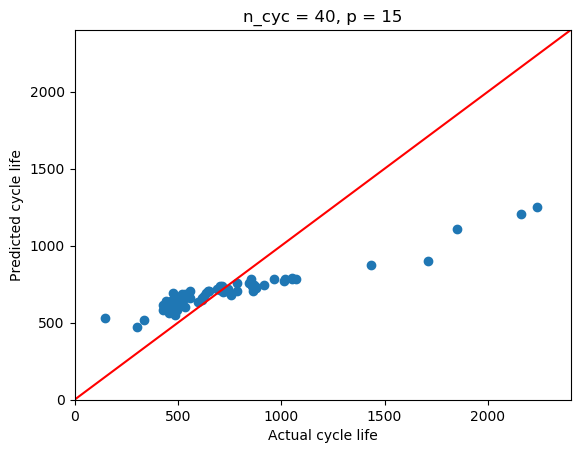 n_cyc = 40, p = 15
Predicted cycle life
2000
1500
1000
500
0
0 500 1000 1500 2000
Actual cycle life